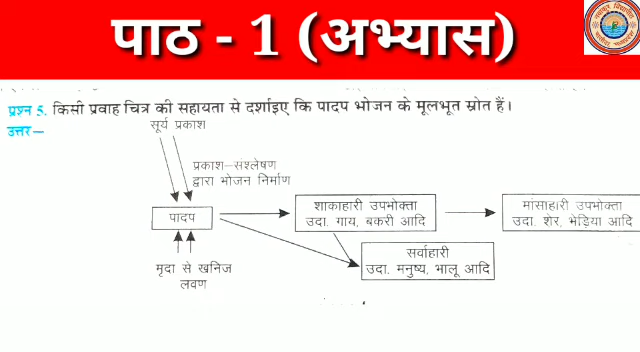 पाठ - 1 (अभ्यास)
प्रश्न 5. किसी प्रवाह चित्र की सहायता से दर्शाइए कि पादप भोजन के मूलभूत स्रोत हैं।
उत्तर—
सूर्य प्रकाश
प्रकाश-संश्लेषण
द्वारा भोजन निर्माण
पादप
शाकाहारी उपभोक्ता
उदा. गाय, बकरी आदि
मांसाहारी उपभोक्ता
उदा. शेर, भेड़िया आदि
सर्वाहारी
उदा. मनुष्य, भालू आदि
मृदा से खनिज
लवण